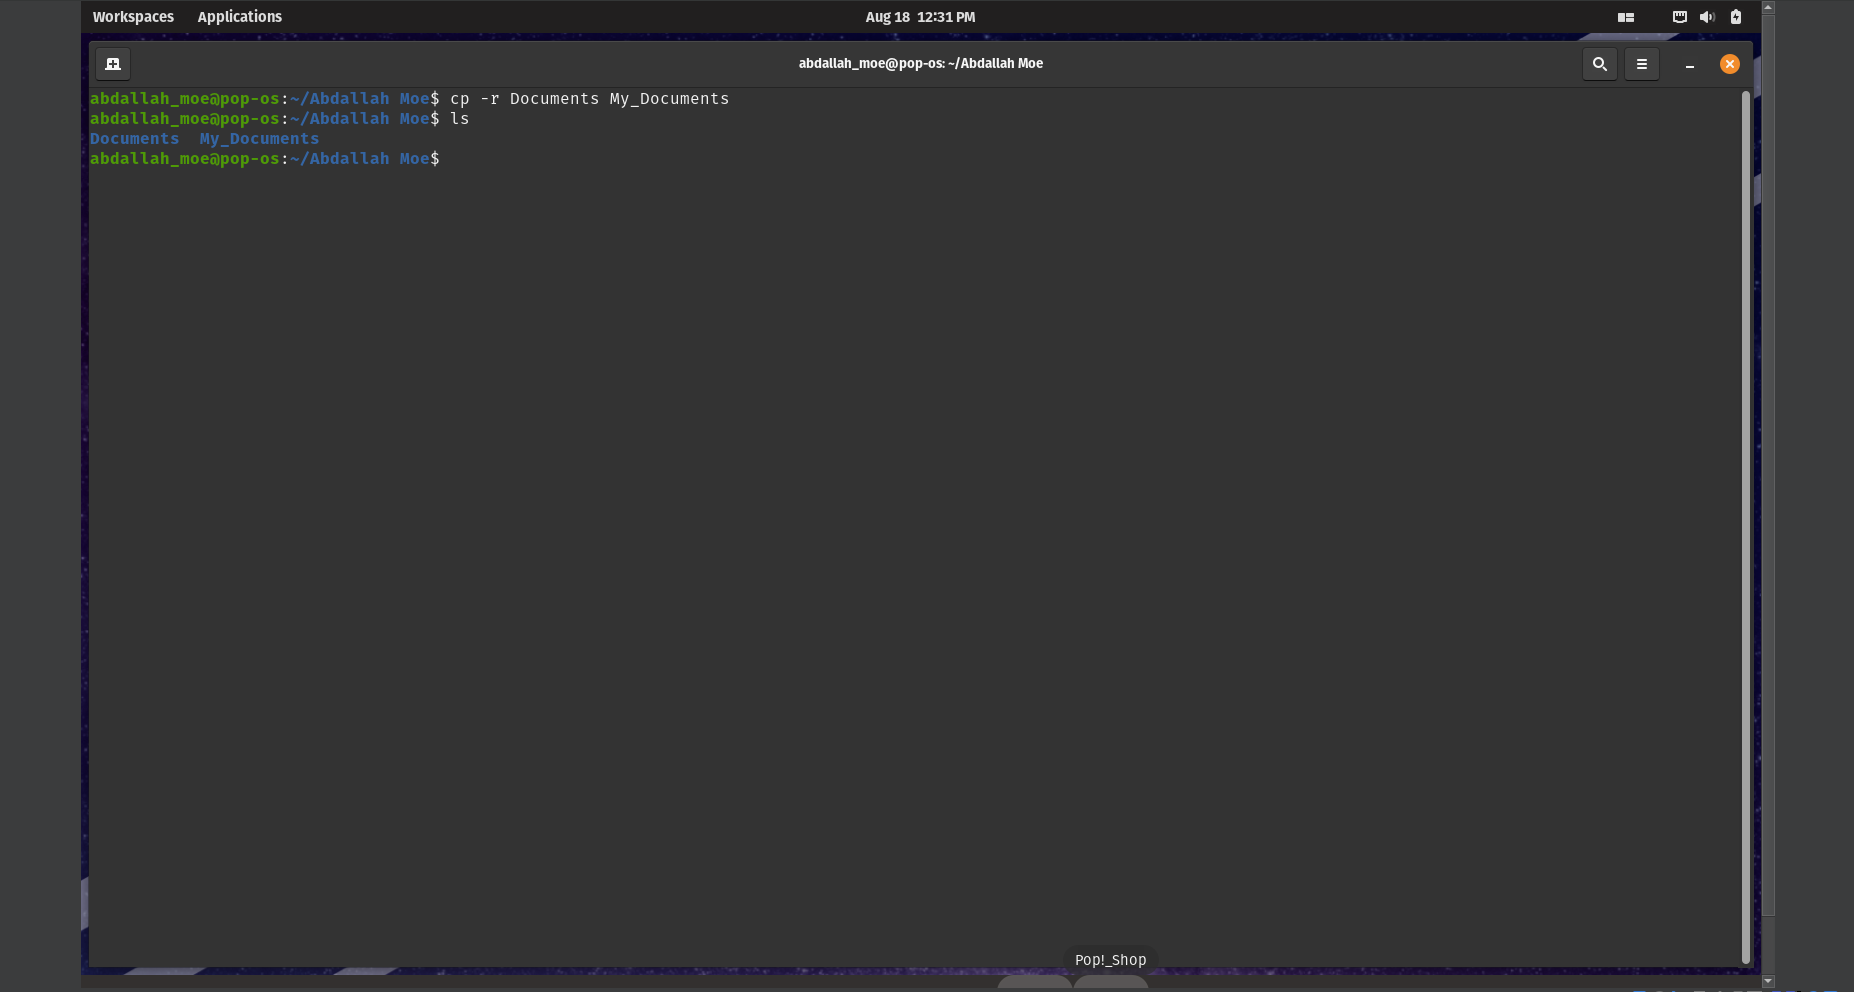 Workspaces Applications Aug 18 12:31 PM
abdallah_moe@pop-os: ~/Abdallah Moe
abdallah_moe@pop-os:~/Abdallah Moe$ cp -r Documents My_Documents
abdallah_moe@pop-os:~/Abdallah Moe$ ls
Documents  My_Documents
abdallah_moe@pop-os:~/Abdallah Moe$
Pop!_Shop